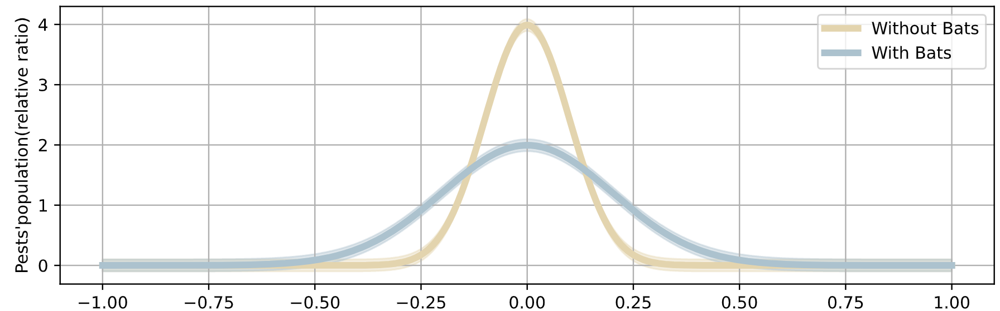 Pests'population(relative ratio)
4
3
2
1
0
Without Bats
With Bats
−1.00 −0.75 −0.50 −0.25 0.00 0.25 0.50 0.75 1.00